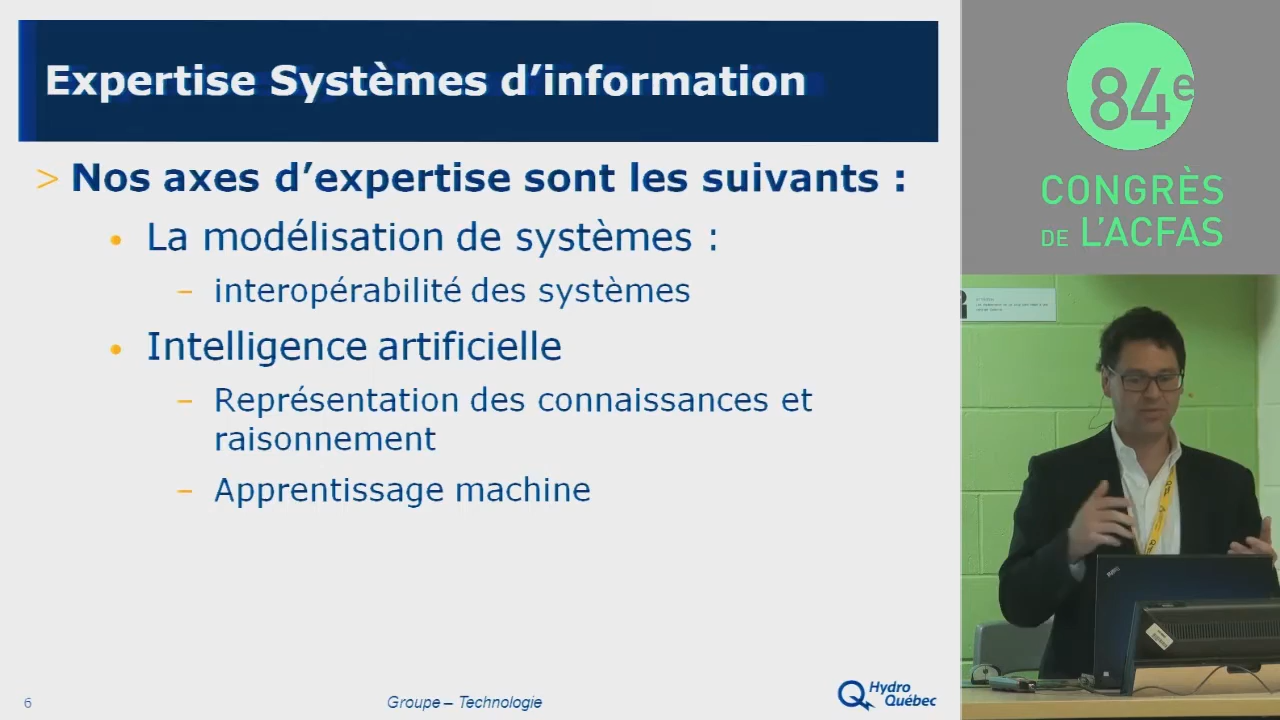 Expertise Systèmes d’information
> Nos axes d’expertise sont les suivants :
• La modélisation de systèmes :
– interopérabilité des systèmes
• Intelligence artificielle
– Représentation des connaissances et
raisonnement
– Apprentissage machine
6
Groupe – Technologie
Hydro
Québec
84e
CONGRÈS
DE L’ACFAS